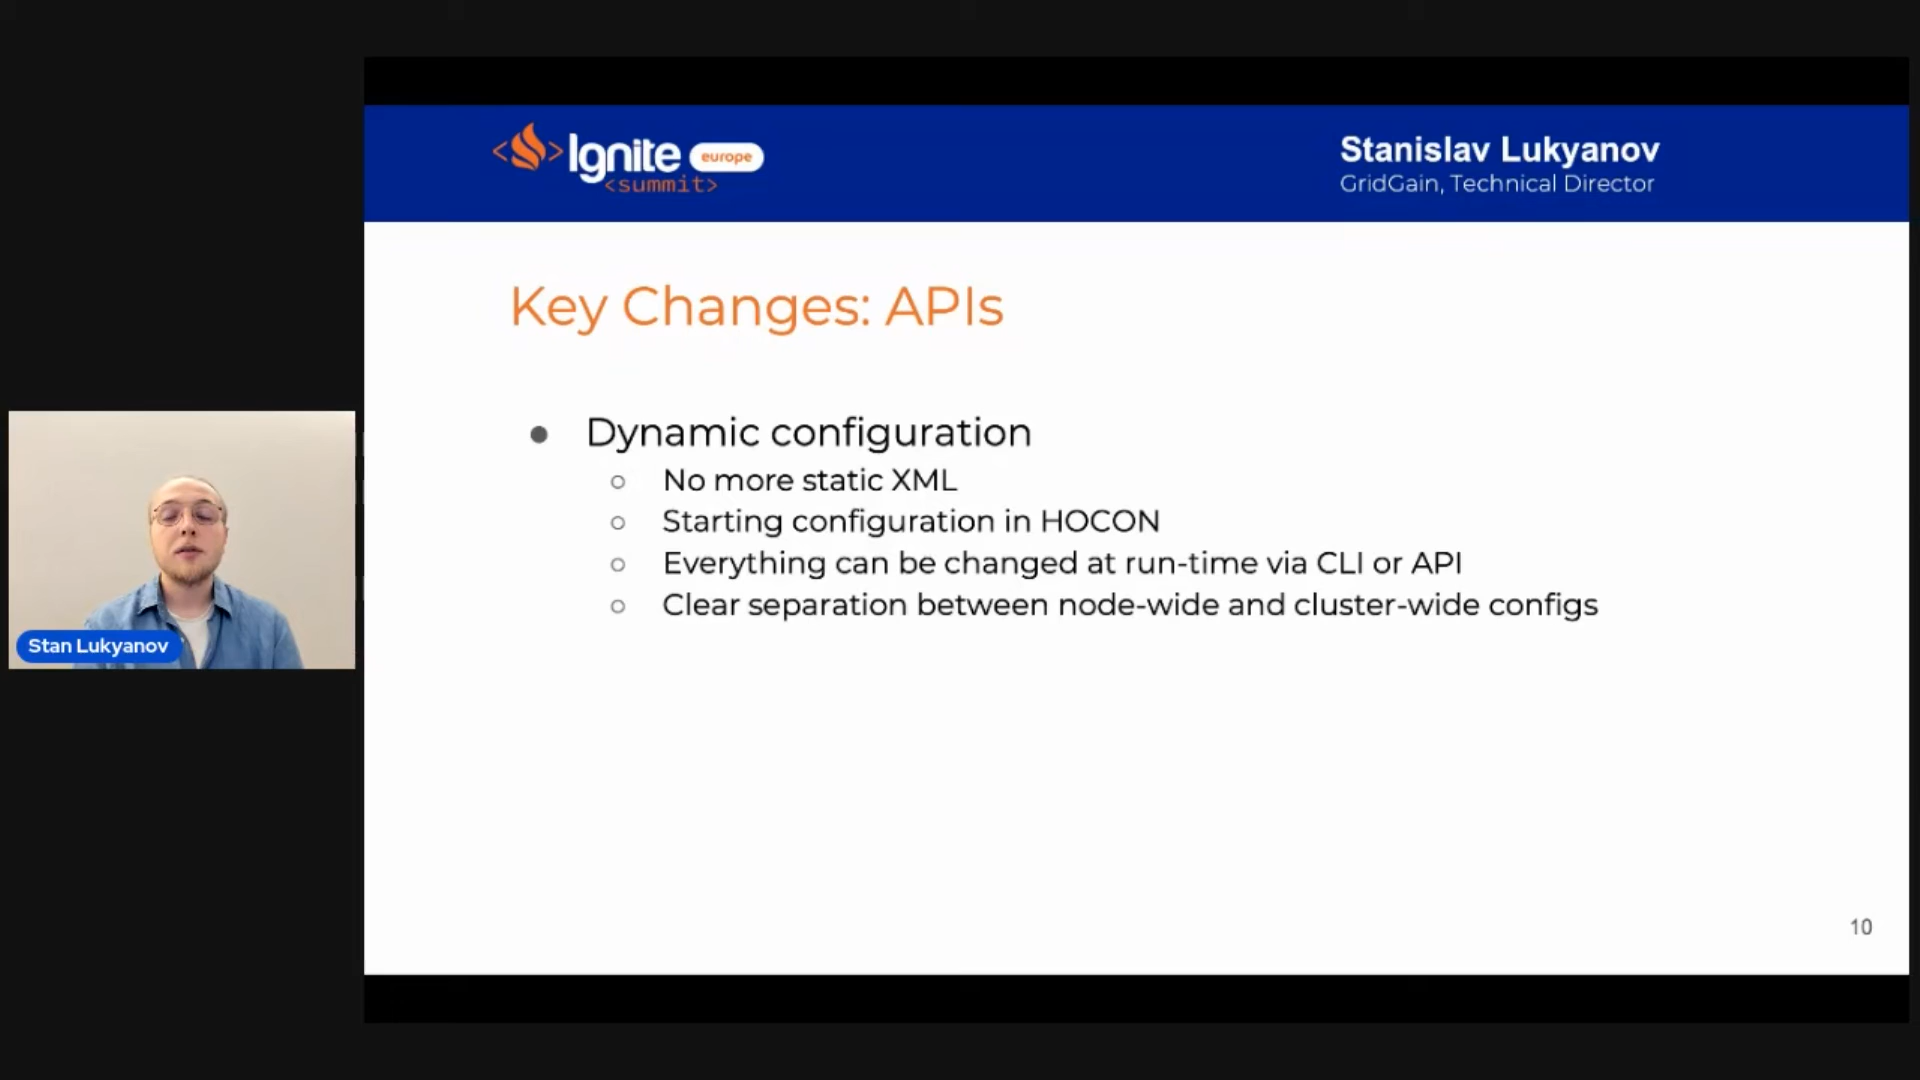 <Ignite europe
<summit>
Stanislav Lukyanov
GridGain, Technical Director
Key Changes: APIs
● Dynamic configuration
○ No more static XML
○ Starting configuration in HOCON
○ Everything can be changed at run-time via CLI or API
○ Clear separation between node-wide and cluster-wide configs
Stan Lukyanov
10